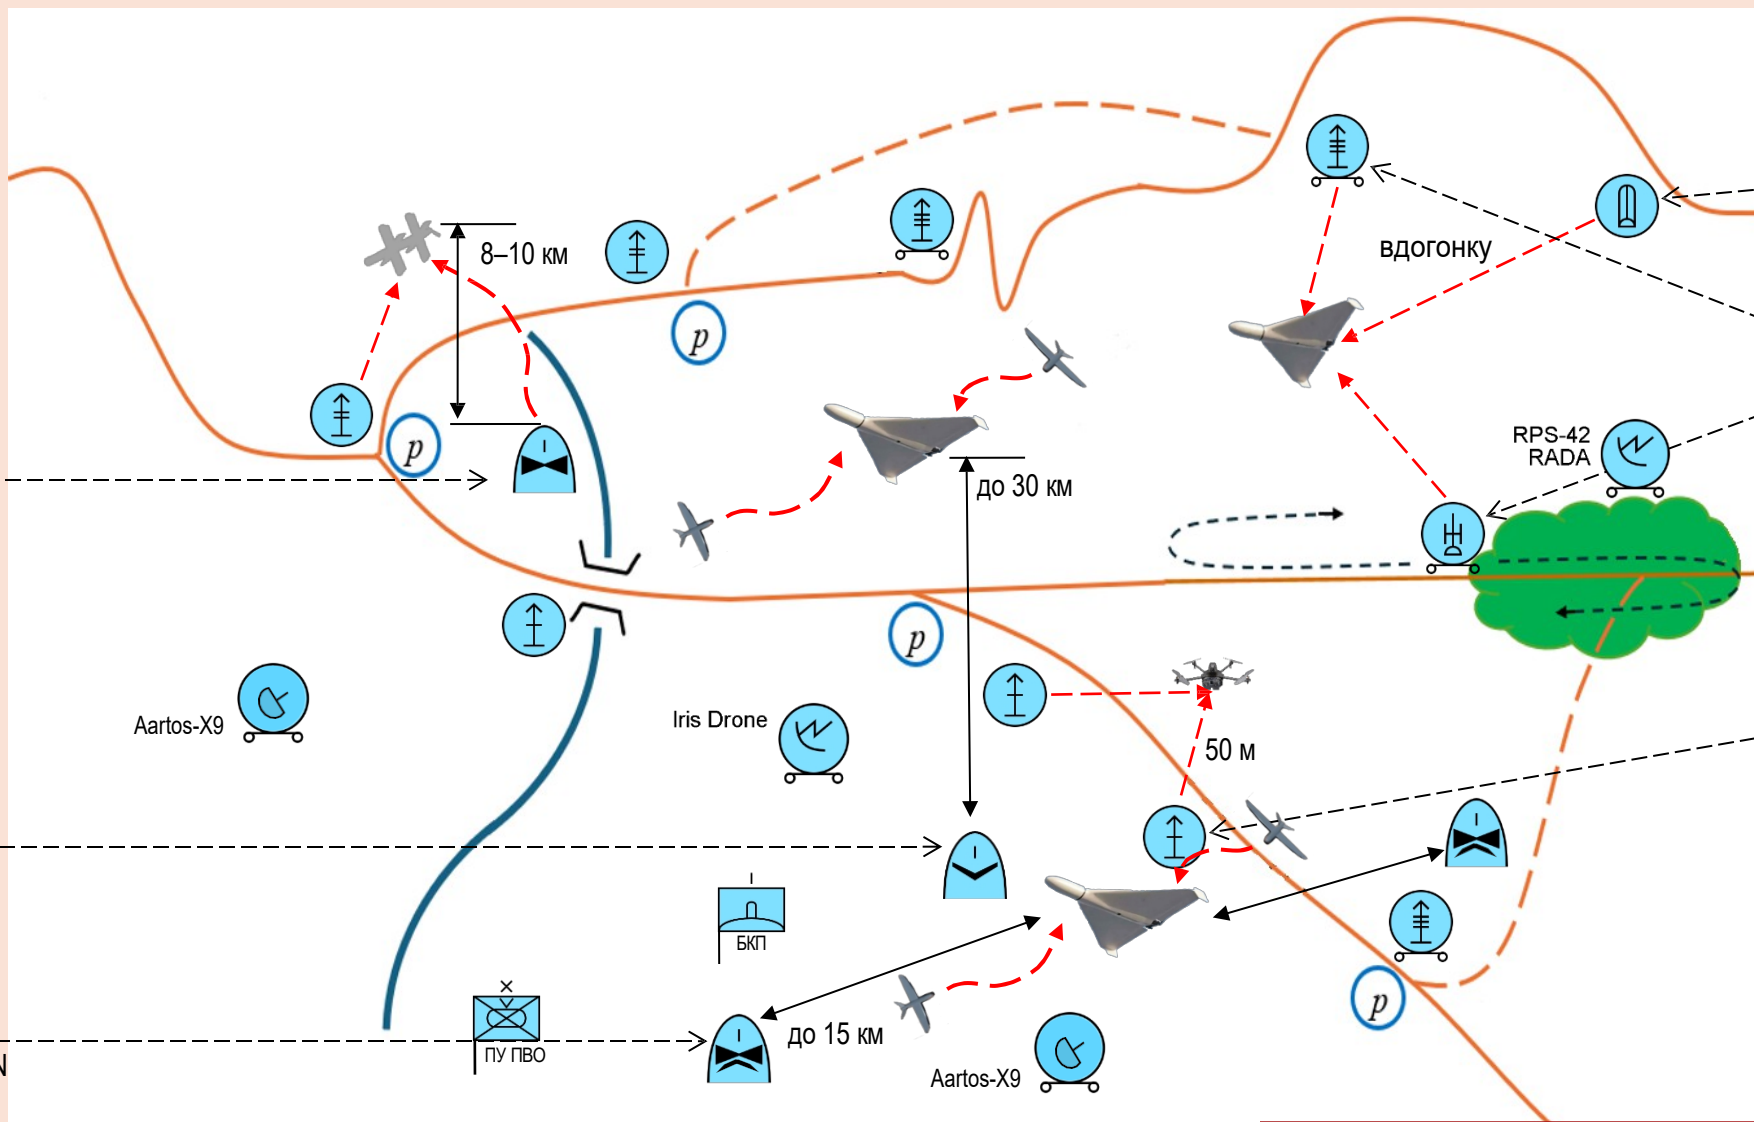 8–10 км
вдогонку
p
p
RPS-42
RADA
до 30 км
p
Aartos-X9
Iris Drone
50 м
БКП
p
до 15 км
ПУ ПВО
N
Aartos-X9